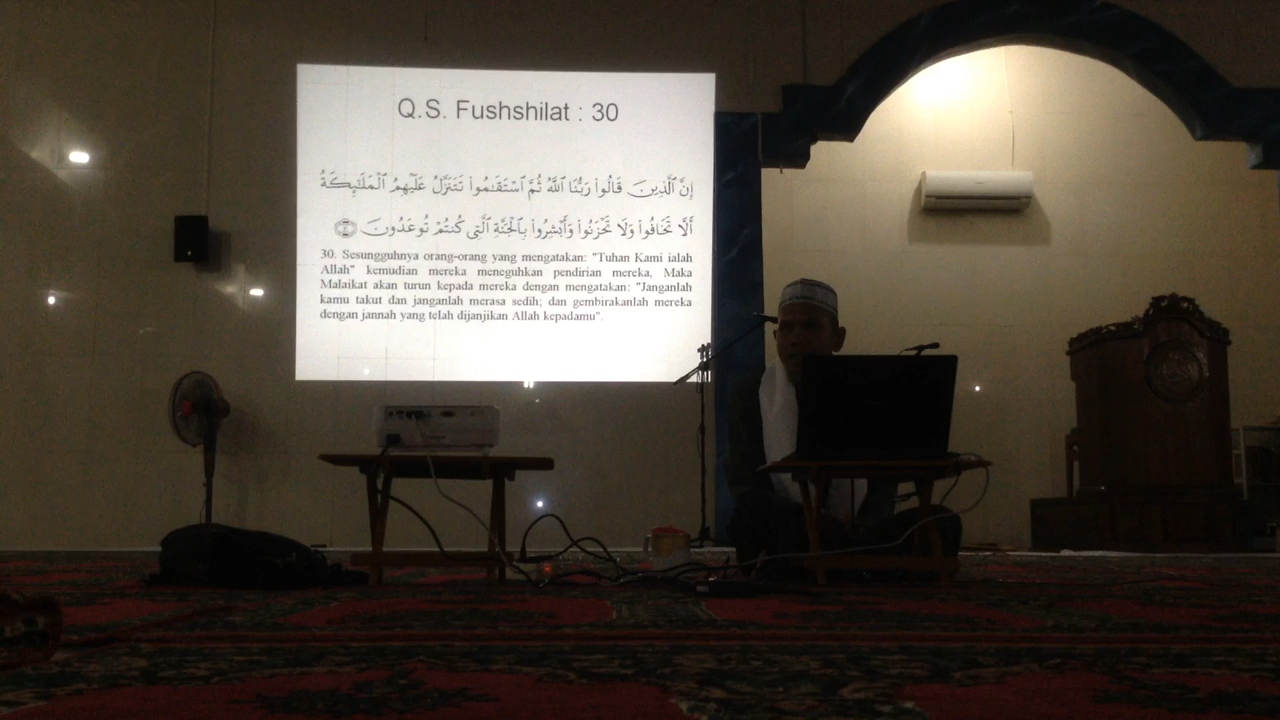 Q.S. Fushshilat : 30
إِنَّ ٱلَّذِينَ قَالُوا۟ رَبُّنَا ٱللَّهُ ثُمَّ ٱسْتَقَـٰمُوا۟ تَتَنَزَّلُ عَلَيْهِمُ ٱلْمَلَـٰٓئِكَةُ
أَلَّا تَخَافُوا۟ وَلَا تَحْزَنُوا۟ وَأَبْشِرُوا۟ بِٱلْجَنَّةِ ٱلَّتِى كُنتُمْ تُوعَدُونَ ﴿٣٠﴾
30. Sesungguhnya orang-orang yang mengatakan: "Tuhan Kami ialah
Allah" kemudian mereka meneguhkan pendirian mereka, Maka
Malaikat akan turun kepada mereka dengan mengatakan: "Janganlah
kamu takut dan janganlah merasa sedih; dan gembirakanlah mereka
dengan jannah yang telah dijanjikan Allah kepadamu".